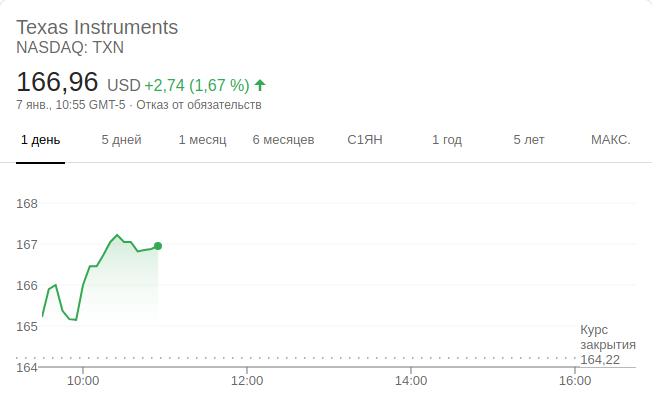 Texas Instruments
NASDAQ: TXN
166,96 USD +2,74 (1,67 %)
7 янв., 10:55 GMT-5 · Отказ от обязательств
1 день 5 дней 1 месяц 6 месяцев С1ЯН 1 год 5 лет МАКС.
168
167
166
165
Курс
закрытия
164,22
164
10:00 12:00 14:00 16:00